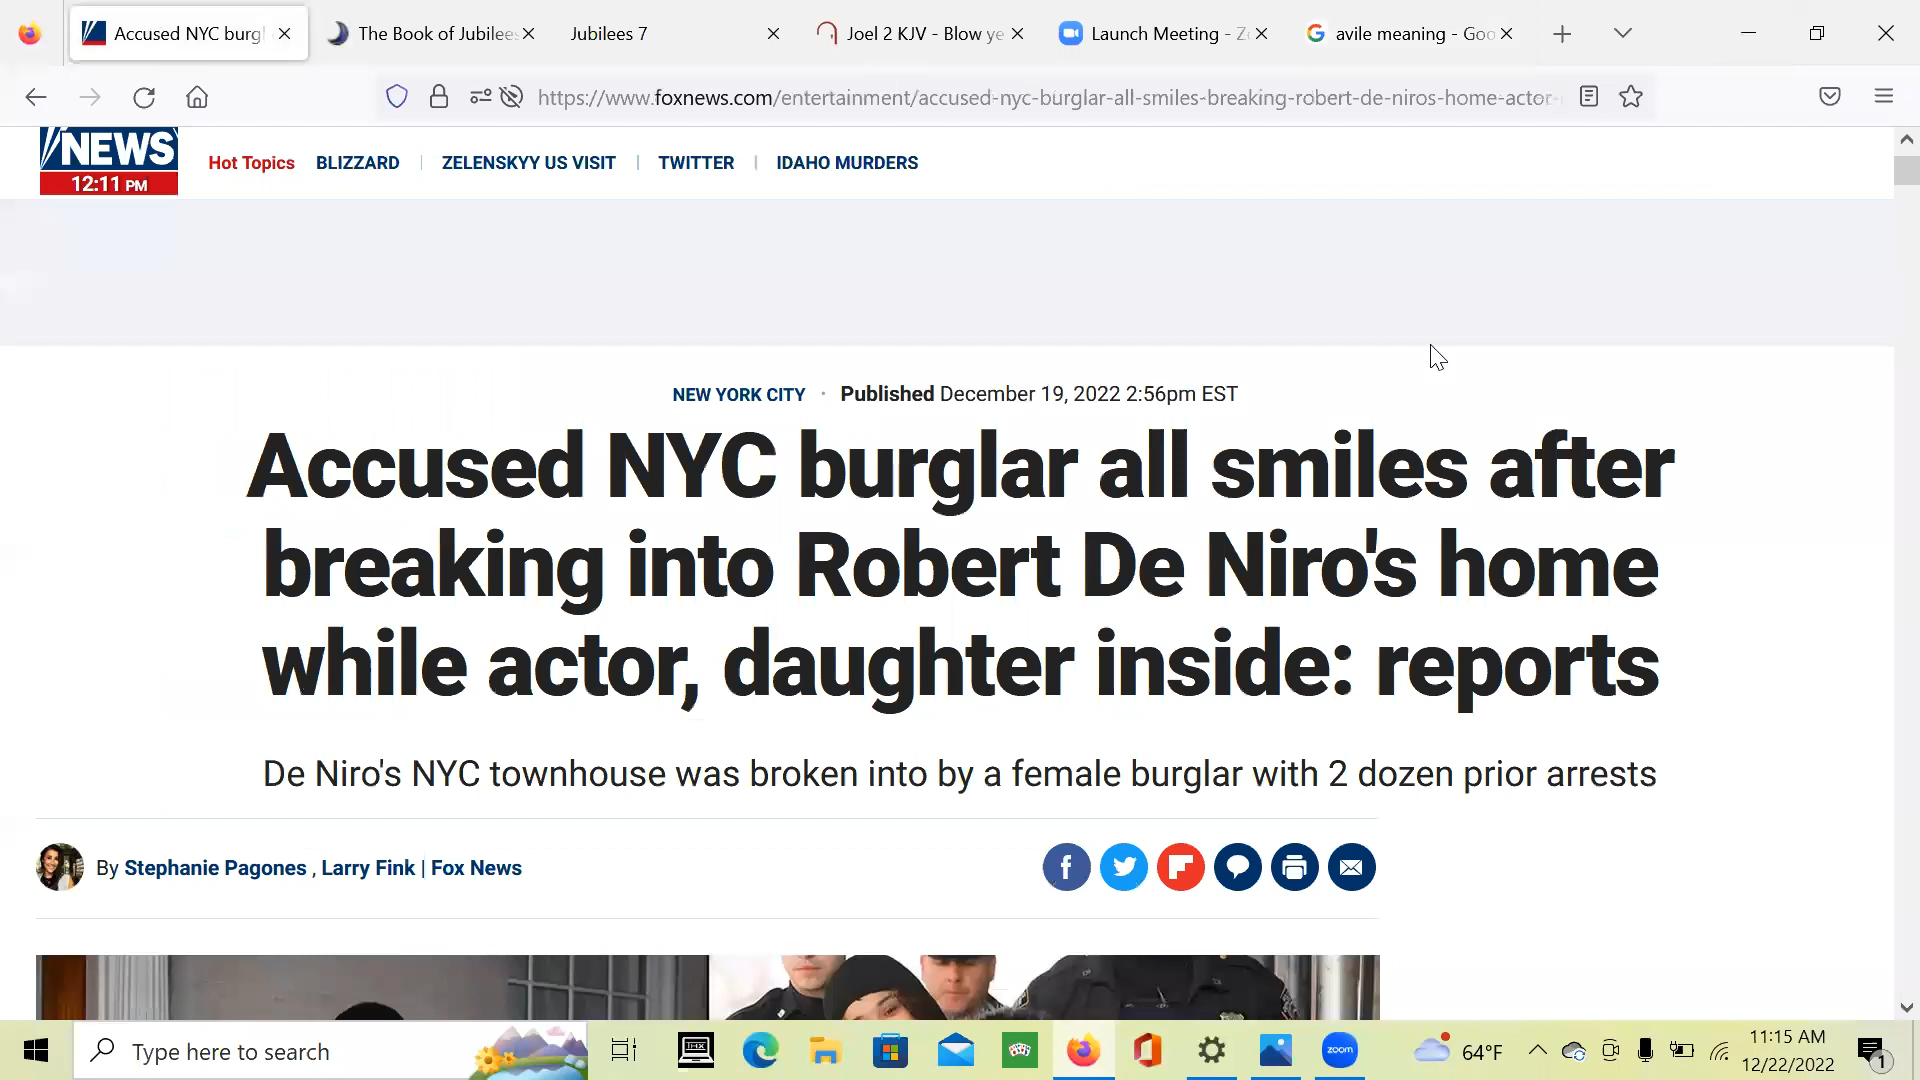 Accused NYC burgl
The Book of Jubilees
Jubilees 7
Joel 2 KJV - Blow ye
Launch Meeting - Z
avile meaning - Goo
https://www.foxnews.com/entertainment/accused-nyc-burglar-all-smiles-breaking-robert-de-niros-home-actor-
NEWS
12:11 PM
Hot Topics BLIZZARD | ZELENSKYY US VISIT | TWITTER | IDAHO MURDERS
NEW YORK CITY · Published December 19, 2022 2:56pm EST
Accused NYC burglar all smiles after
breaking into Robert De Niro's home
while actor, daughter inside: reports
De Niro's NYC townhouse was broken into by a female burglar with 2 dozen prior arrests
By Stephanie Pagones , Larry Fink | Fox News
Type here to search
THX
zoom
64°F
11:15 AM
12/22/2022
1